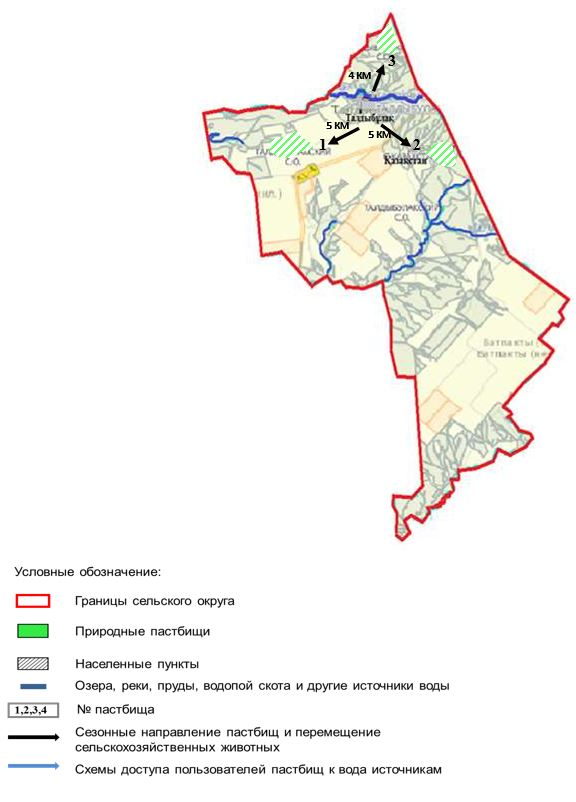 3
4 КМ
Талдыбулак
5 КМ
1
5 КМ
2
Қазақстан
С.О.
ТАЛДЫБУЛАКСКИЙ
С.О.
Батпакты
Условные обозначение:
Границы сельского округа
Природные пастбищи
Населенные пункты
Озера, реки, пруды, водопой скота и другие источники воды
1,2,3,4 № пастбища
Сезонные направление пастбищ и перемещение
сельскохозяйственных животных
Схемы доступа пользователей пастбищ к вода источникам